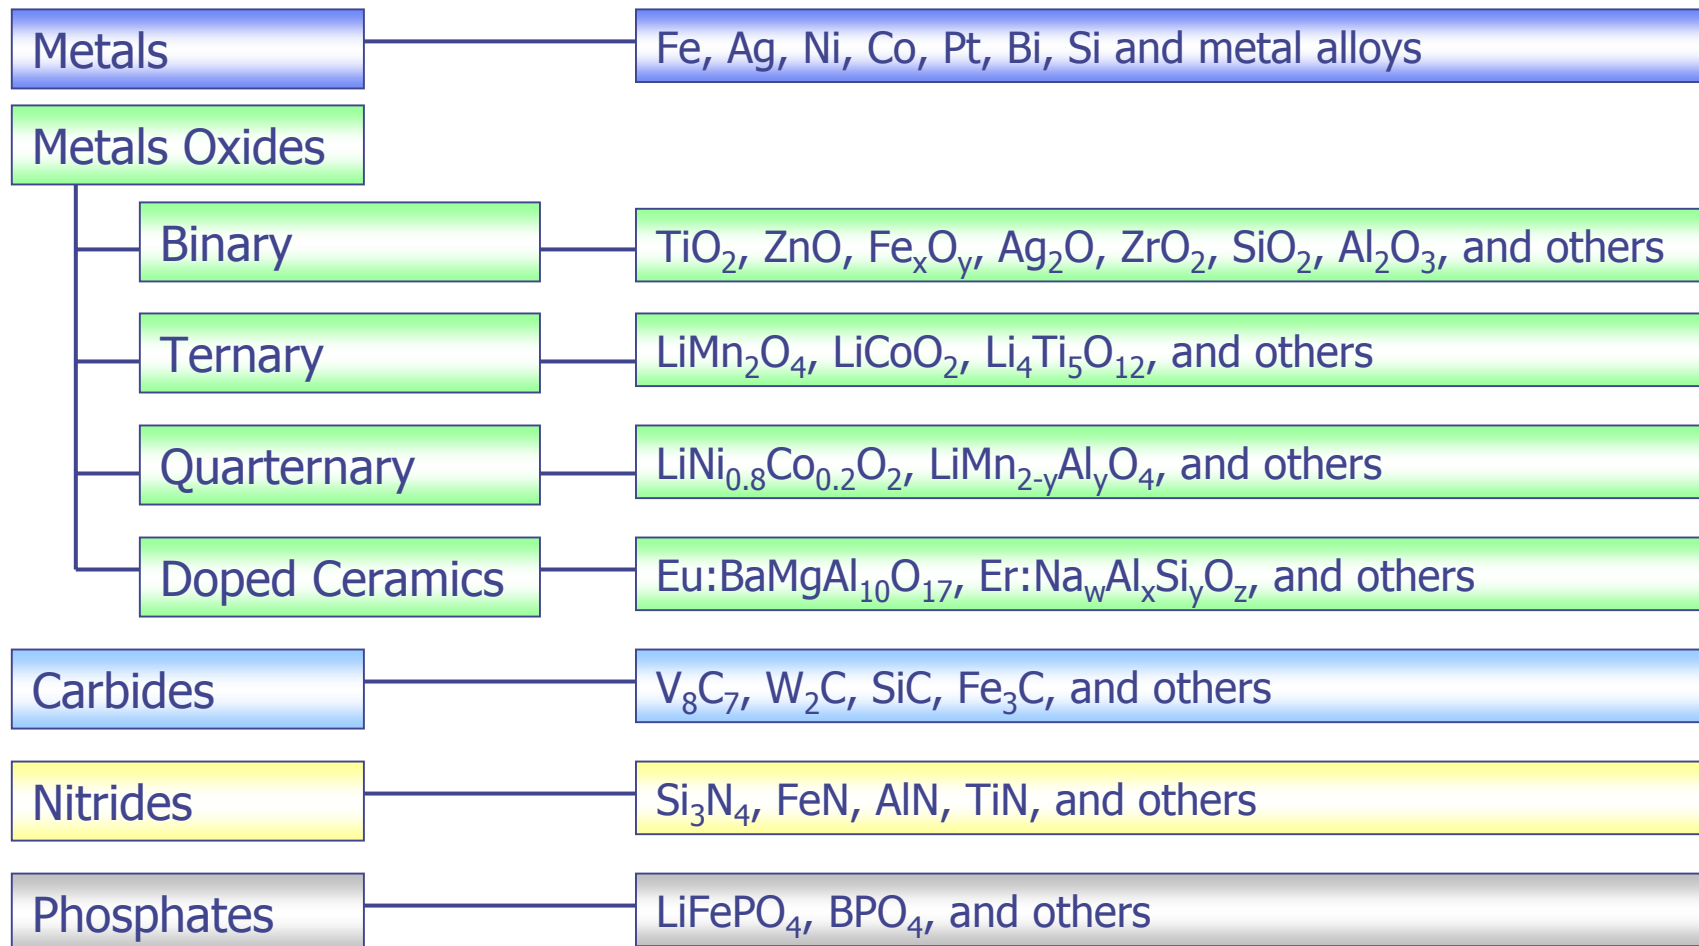 Metals
Fe, Ag, Ni, Co, Pt, Bi, Si and metal alloys
Metals Oxides
Binary
TiO₂, ZnO, FeₓOᵧ, Ag₂O, ZrO₂, SiO₂, Al₂O₃, and others
Ternary
LiMn₂O₄, LiCoO₂, Li₄Ti₅O₁₂, and others
Quarternary
LiNi₀.₈Co₀.₂O₂, LiMn₂₋ᵧAlᵧO₄, and others
Doped Ceramics
Eu:BaMgAl₁₀O₁₇, Er:Na_wAlₓSiᵧO_z, and others
Carbides
V₈C₇, W₂C, SiC, Fe₃C, and others
Nitrides
Si₃N₄, FeN, AlN, TiN, and others
Phosphates
LiFePO₄, BPO₄, and others